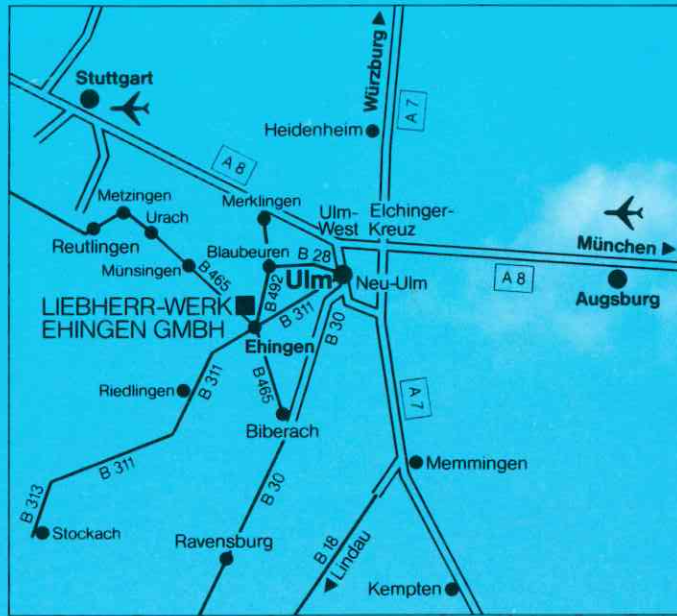 Stuttgart
Würzburg
A 7
Heidenheim
A 8
Metzingen
Merklingen
Urach
Ulm-
West
Elchinger-
Kreuz
Reutlingen
Blaubeuren
B 28
München
Münsingen
B 465
B 492
Ulm
Neu-Ulm
A 8
Augsburg
LIEBHERR-WERK
EHINGEN GMBH
B 311
B 30
Ehingen
Riedlingen
B 311
B465
A 7
Biberach
B 311
Memmingen
B 313
B 30
Stockach
Ravensburg
B 18
Lindau
Kempten